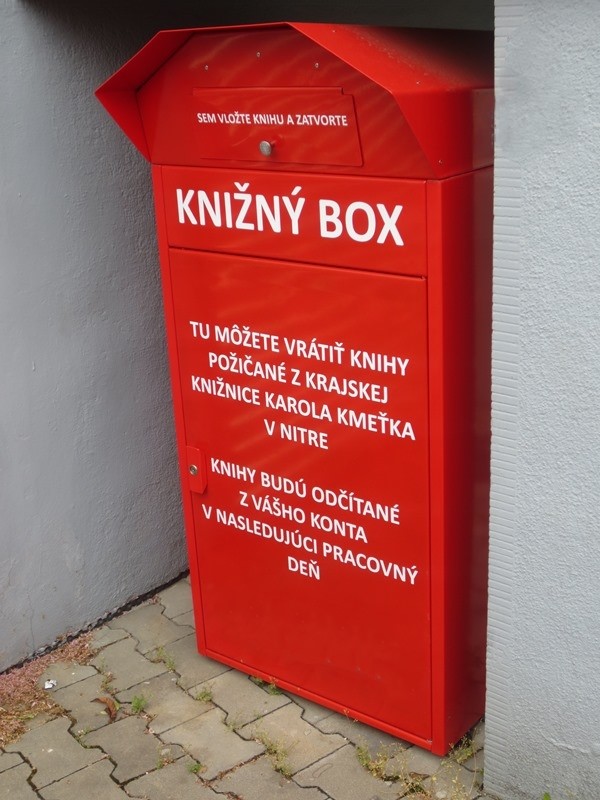 SEM VLOŽTE KNIHU A ZATVORTE
KNIŽNÝ BOX
TU MÔŽETE VRÁTIŤ KNIHY
POŽIČANÉ Z KRAJSKEJ
KNIŽNICE KAROLA KMEŤKA
V NITRE
KNIHY BUDÚ ODČÍTANÉ
Z VÁŠHO KONTA
V NASLEDUJÚCI PRACOVNÝ
DEŇ